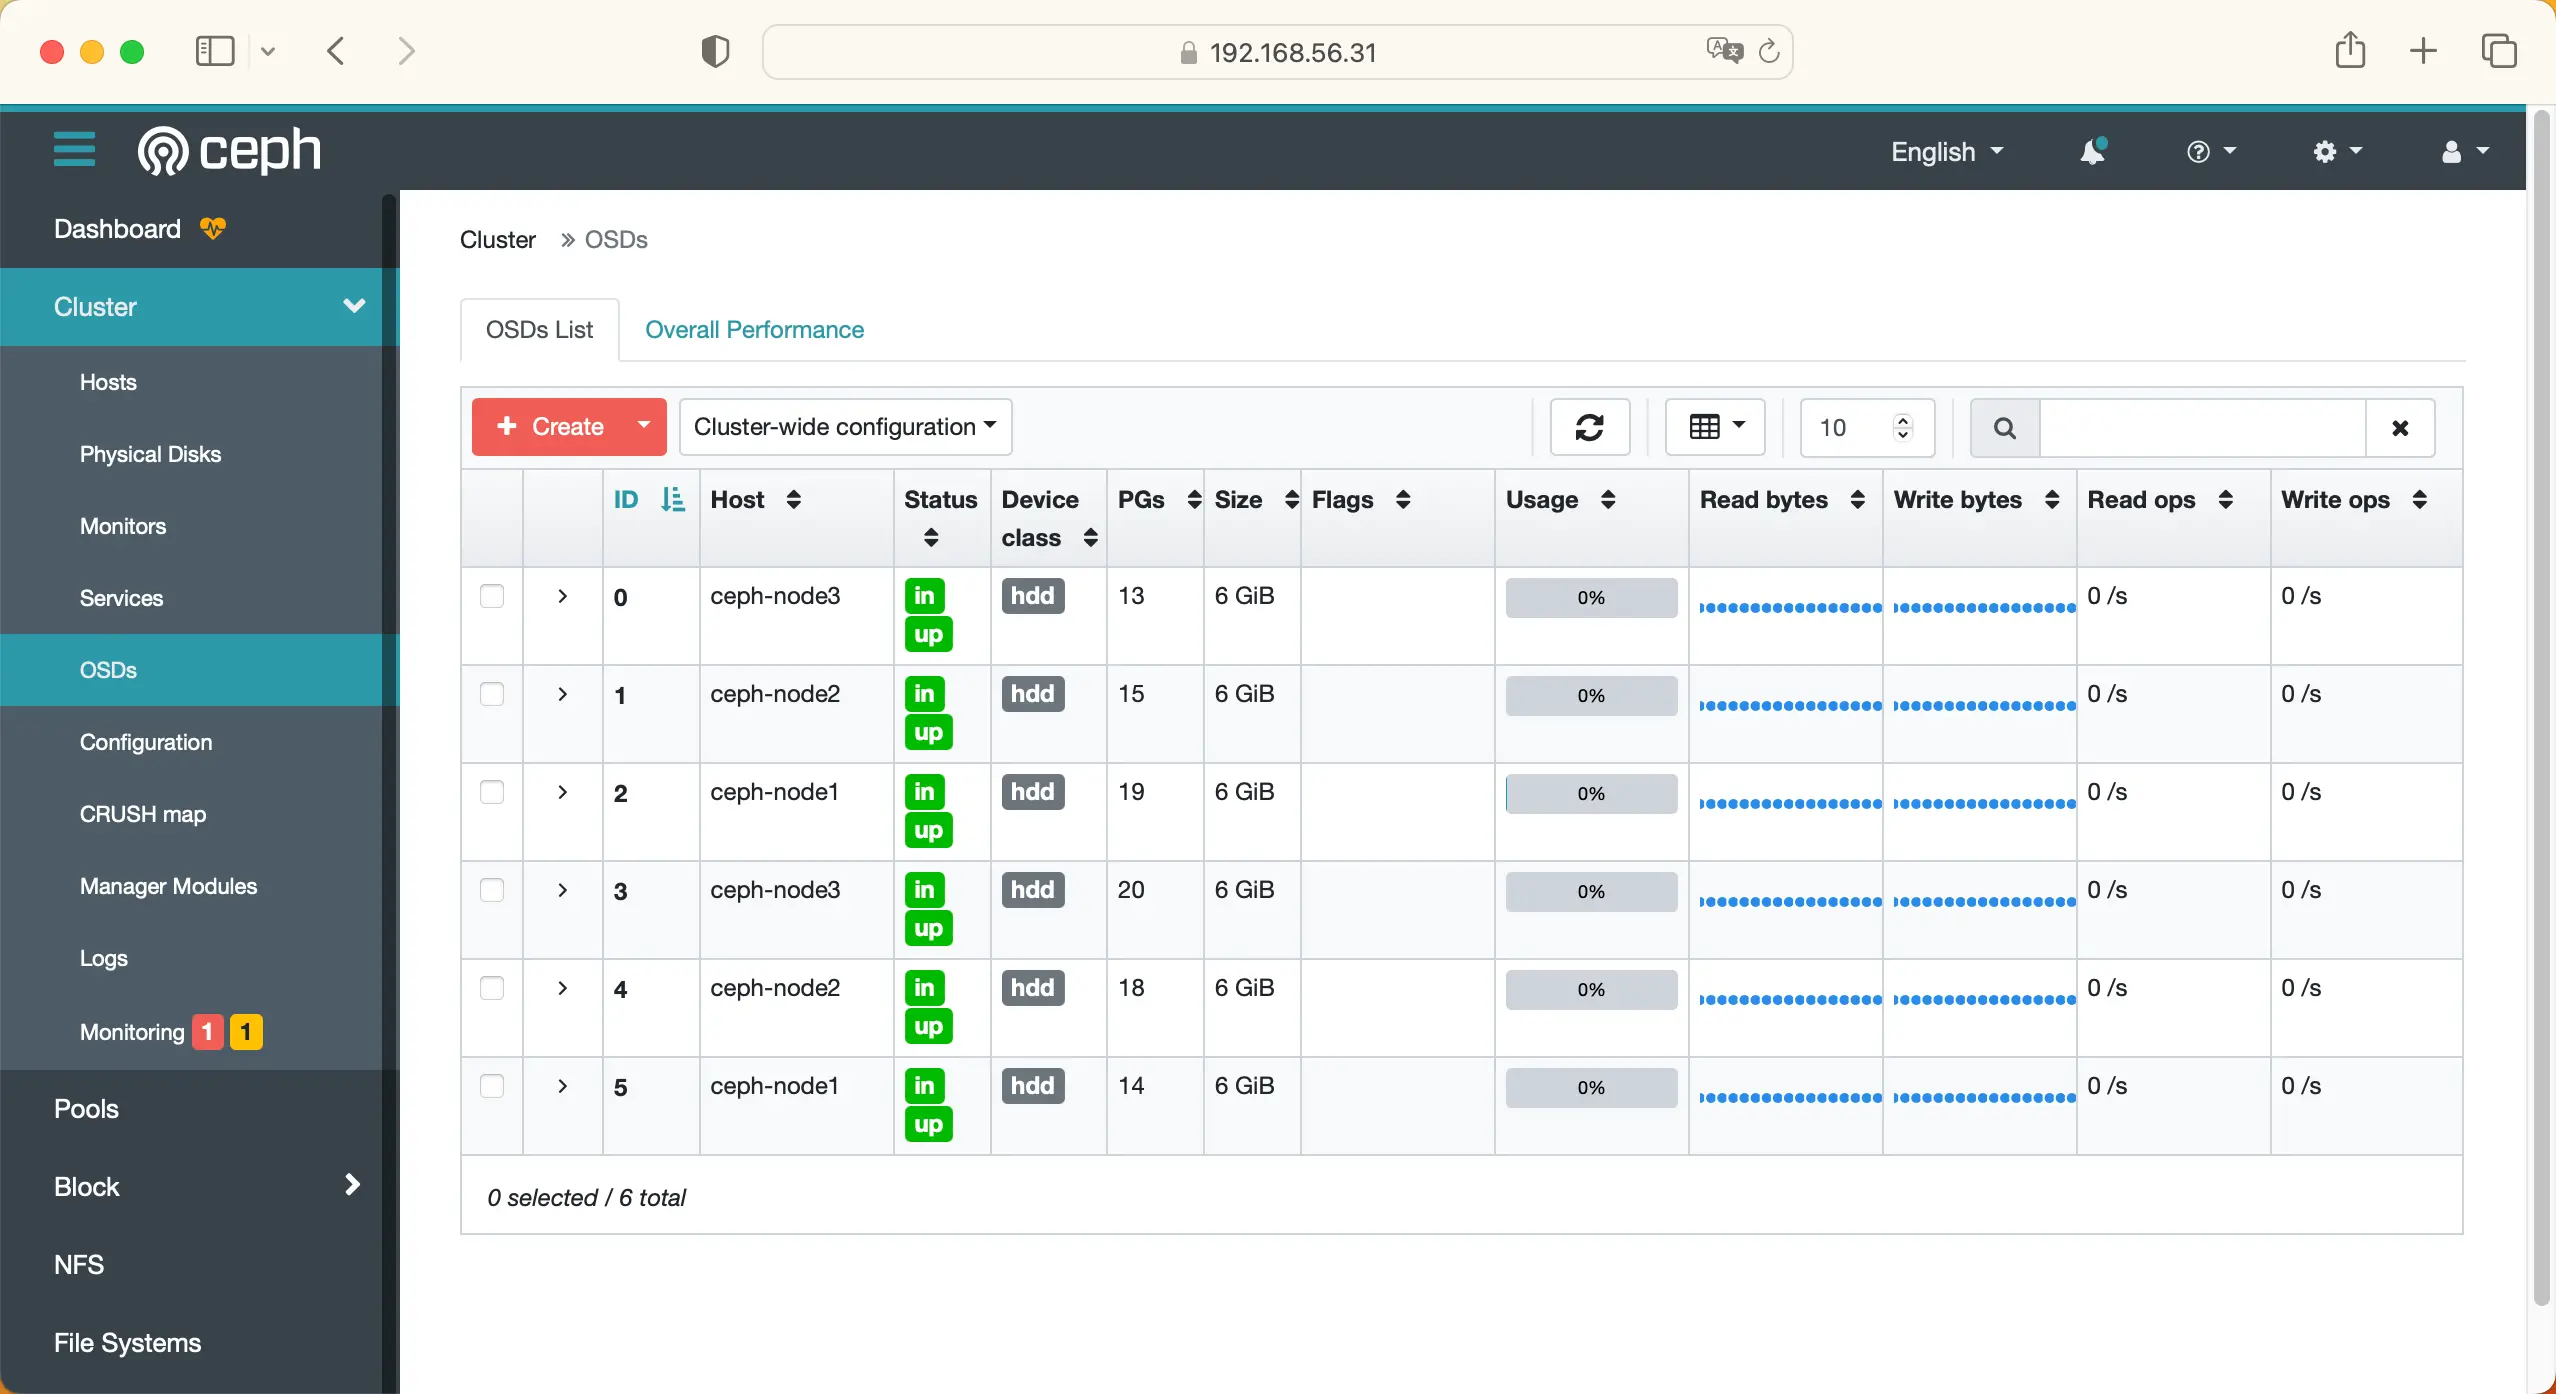 192.168.56.31
ceph
English
Dashboard
Cluster
Hosts
Physical Disks
Monitors
Services
OSDs
Configuration
CRUSH map
Manager Modules
Logs
Monitoring 1 1
Pools
Block
NFS
File Systems
Cluster » OSDs
OSDs List Overall Performance
+ Create Cluster-wide configuration 10
ID Host Status Device class PGs Size Flags Usage Read bytes Write bytes Read ops Write ops
0 ceph-node3 in up hdd 13 6 GiB 0% 0 /s 0 /s
1 ceph-node2 in up hdd 15 6 GiB 0% 0 /s 0 /s
2 ceph-node1 in up hdd 19 6 GiB 0% 0 /s 0 /s
3 ceph-node3 in up hdd 20 6 GiB 0% 0 /s 0 /s
4 ceph-node2 in up hdd 18 6 GiB 0% 0 /s 0 /s
5 ceph-node1 in up hdd 14 6 GiB 0% 0 /s 0 /s
0 selected / 6 total